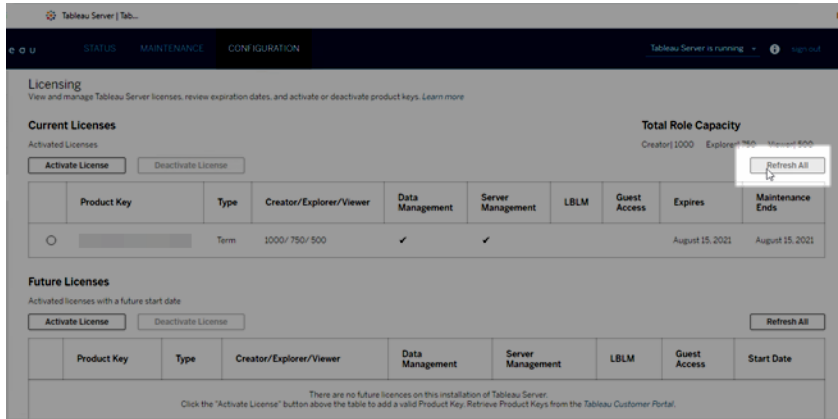 Tableau Server | Tab...
e a u
STATUS MAINTENANCE CONFIGURATION Tableau Server is running sign out
Licensing
View and manage Tableau Server licenses, review expiration dates, and activate or deactivate product keys. Learn more
Current Licenses Total Role Capacity
Activated Licenses Creator| 1000 Explorer| 750 Viewer| 500
Activate License Deactivate License Refresh All
Product Key Type Creator/Explorer/Viewer Data Management Server Management LBLM Guest Access Expires Maintenance Ends
Term 1000/ 750/ 500 ✔ ✔ August 15, 2021 August 15, 2021
Future Licenses
Activated licenses with a future start date
Activate License Deactivate License Refresh All
Product Key Type Creator/Explorer/Viewer Data Management Server Management LBLM Guest Access Start Date
There are no future licences on this installation of Tableau Server.
Click the "Activate License" button above the table to add a valid Product Key. Retrieve Product Keys from the Tableau Customer Portal.